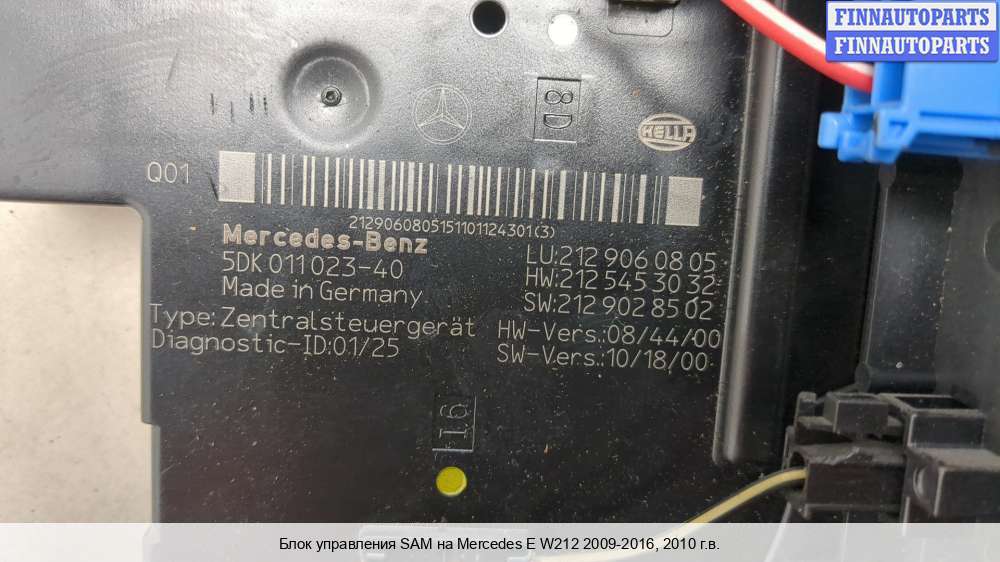 FINNAUTOPARTS
FINNAUTOPARTS
8D
HELLA
Q01
2129060805151101124301(3)
Mercedes-Benz
5DK 011 023-40
Made in Germany
Type: Zentralsteuergerät
Diagnostic-ID:01/25
LU:212 906 08 05
HW:212 545 30 32
SW:212 902 85 02
HW-Vers.:08/44/00
SW-Vers.:10/18/00
16
Блок управления SAM на Mercedes E W212 2009-2016, 2010 г.в.